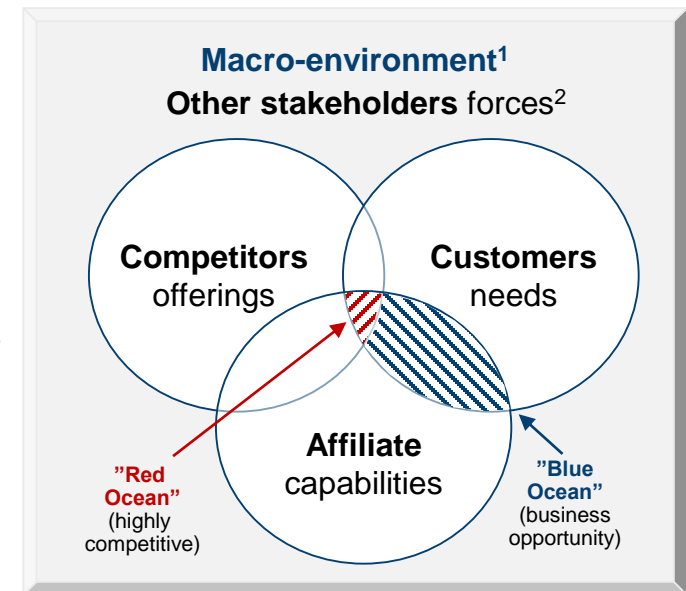 Macro-environment¹
Other stakeholders forces²
Competitors
offerings
Customers
needs
Affiliate
capabilities
”Red
Ocean”
(highly
competitive)
”Blue
Ocean”
(business
opportunity)